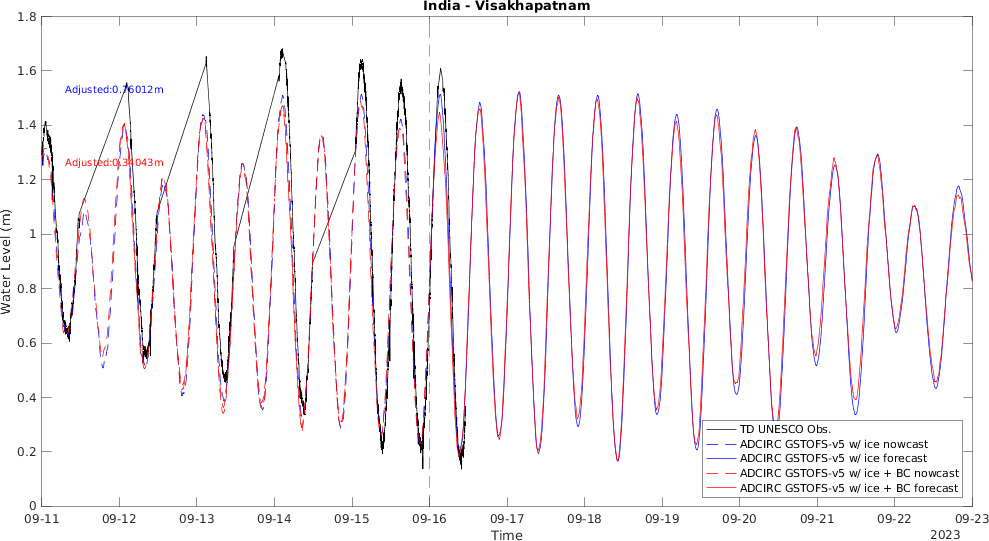 India - Visakhapatnam
1.8
1.6
1.4
1.2
1
0.8
0.6
0.4
0.2
0
Water Level (m)
Adjusted:0.76012m
Adjusted:0.34043m
TD UNESCO Obs.
ADCIRC GSTOFS-v5 w/ ice nowcast
ADCIRC GSTOFS-v5 w/ ice forecast
ADCIRC GSTOFS-v5 w/ ice + BC nowcast
ADCIRC GSTOFS-v5 w/ ice + BC forecast
09-11 09-12 09-13 09-14 09-15 09-16 09-17 09-18 09-19 09-20 09-21 09-22 09-23
Time
2023